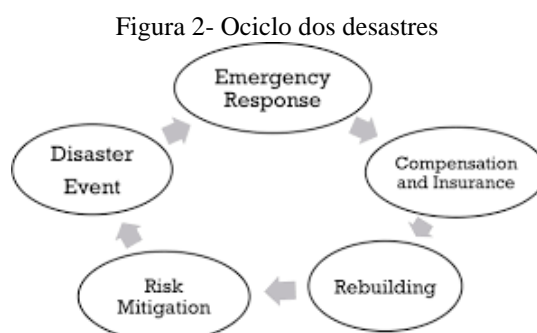 Figura 2- Ociclo dos desastres
Emergency
Response
Disaster
Event
Compensation
and Insurance
Risk
Mitigation
Rebuilding